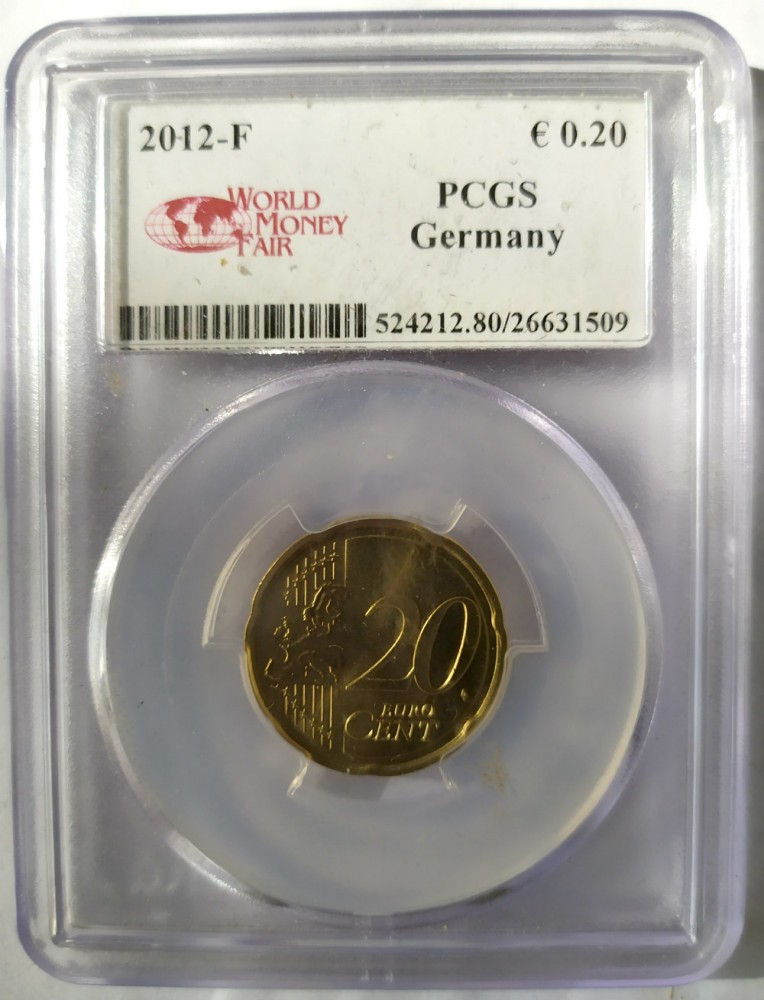 2012-F € 0.20
WORLD
MONEY
FAIR
PCGS
Germany
524212.80/26631509
20
EURO
CENT